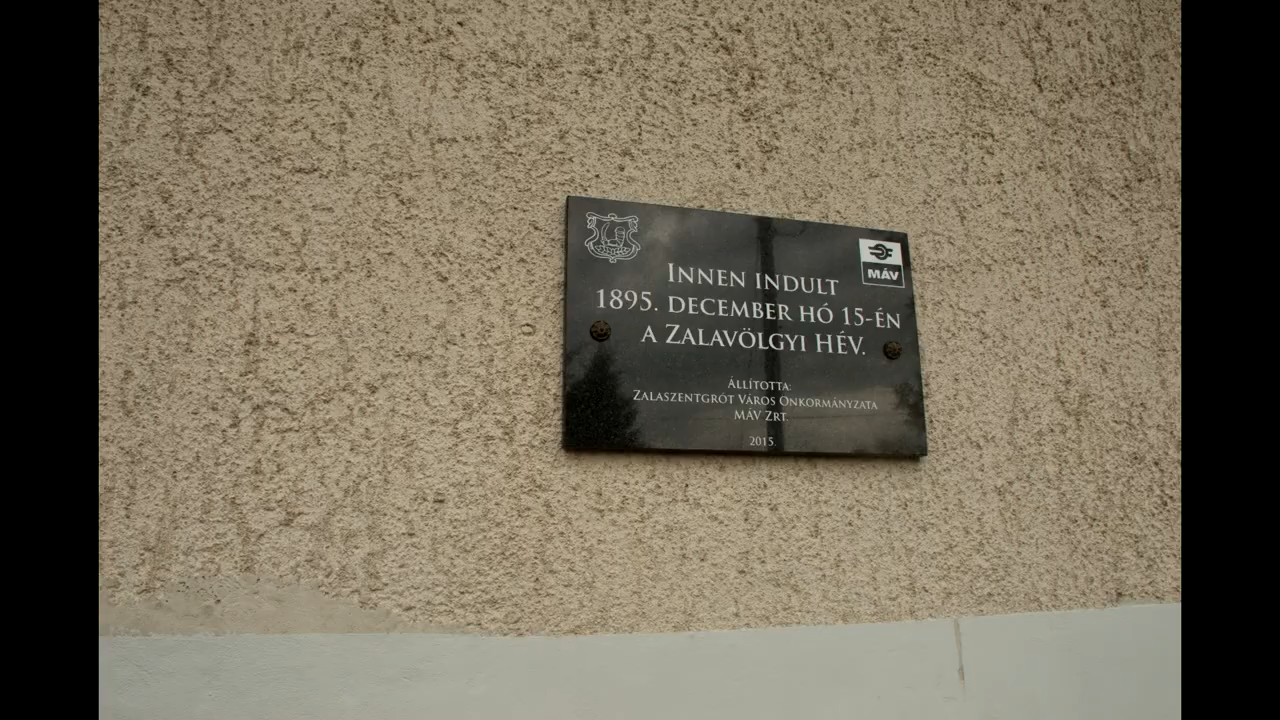 MÁV
INNEN INDULT
1895. DECEMBER HÓ 15-ÉN
A ZALAVÖLGYI HÉV.
ÁLLÍTOTTA:
ZALASZENTGRÓT VÁROS ÖNKORMÁNYZATA
MÁV ZRT.
2015.